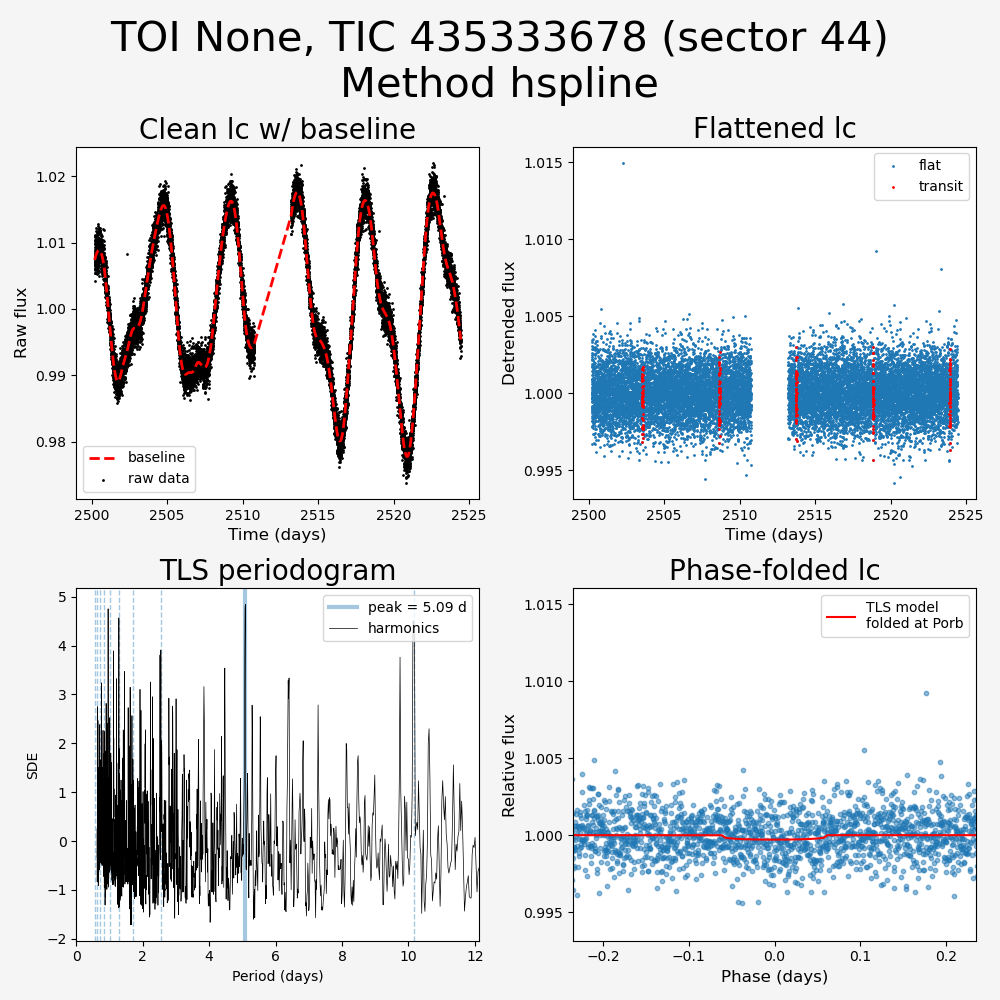 TOI None, TIC 435333678 (sector 44)
Method hspline
Clean lc w/ baseline
Raw flux
1.02
1.01
1.00
0.99
0.98
baseline
raw data
2500
2505
2510
2515
2520
2525
Time (days)
Flattened lc
Detrended flux
1.015
1.010
1.005
1.000
0.995
flat
transit
2500
2505
2510
2515
2520
2525
Time (days)
TLS periodogram
SDE
5
4
3
2
1
0
−1
−2
peak = 5.09 d
harmonics
0
2
4
6
8
10
12
Period (days)
Phase-folded lc
Relative flux
1.015
1.010
1.005
1.000
0.995
TLS model
folded at Porb
−0.2
−0.1
0.0
0.1
0.2
Phase (days)